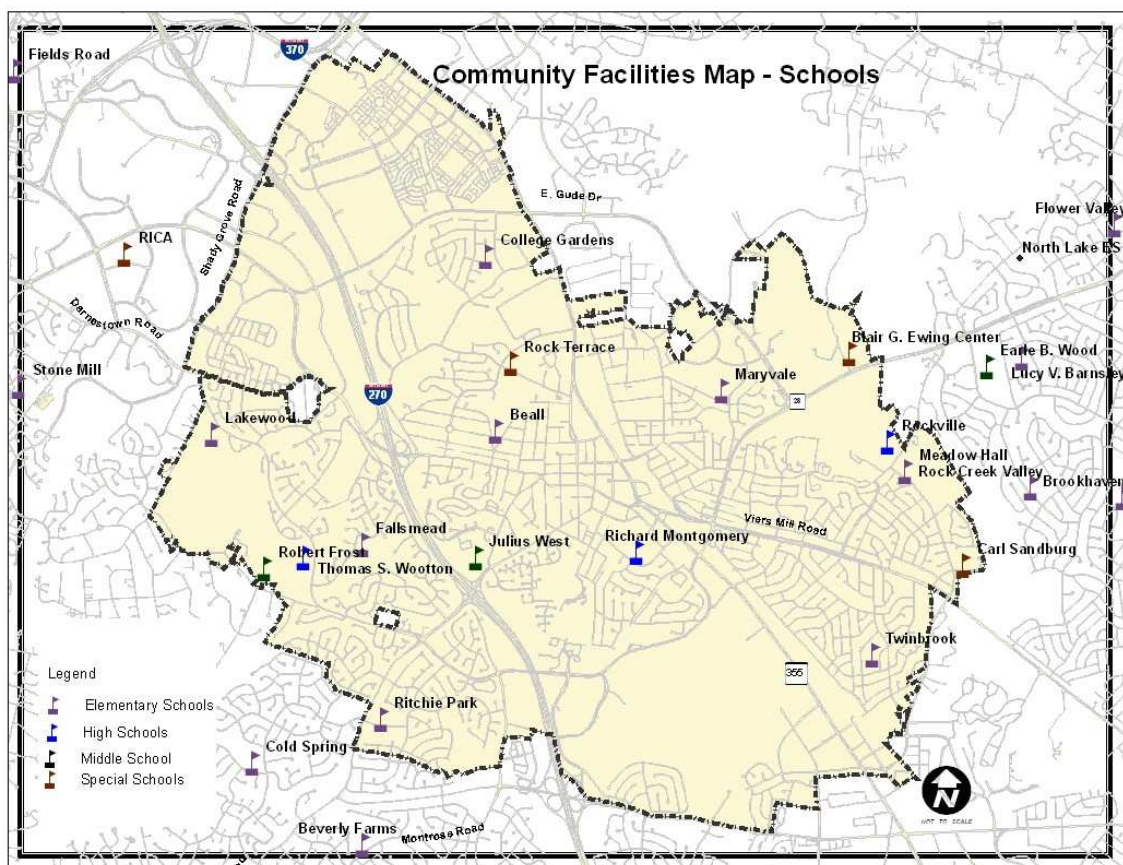 370
Fields Road
Community Facilities Map - Schools
E. Gude Dr
Shady Grove Road
Flower Valley
RICA
College Gardens
North Lake ES
Darnestown Road
Blair G. Ewing Center
Rock Terrace
Earle B. Wood
Stone Mill
Maryvale
Lucy V. Barnsley
270
28
Lakewood
Beall
Rockville
Meadow Hall
Rock Creek Valley
Brookhaven
Viers Mill Road
Fallsmead
Julius West
Richard Montgomery
Robert Frost
Carl Sandburg
Thomas S. Wootton
Twinbrook
355
Legend
Elementary Schools
High Schools
Middle School
Special Schools
Ritchie Park
Cold Spring
N
NOT TO SCALE
Beverly Farms
Montrose Road